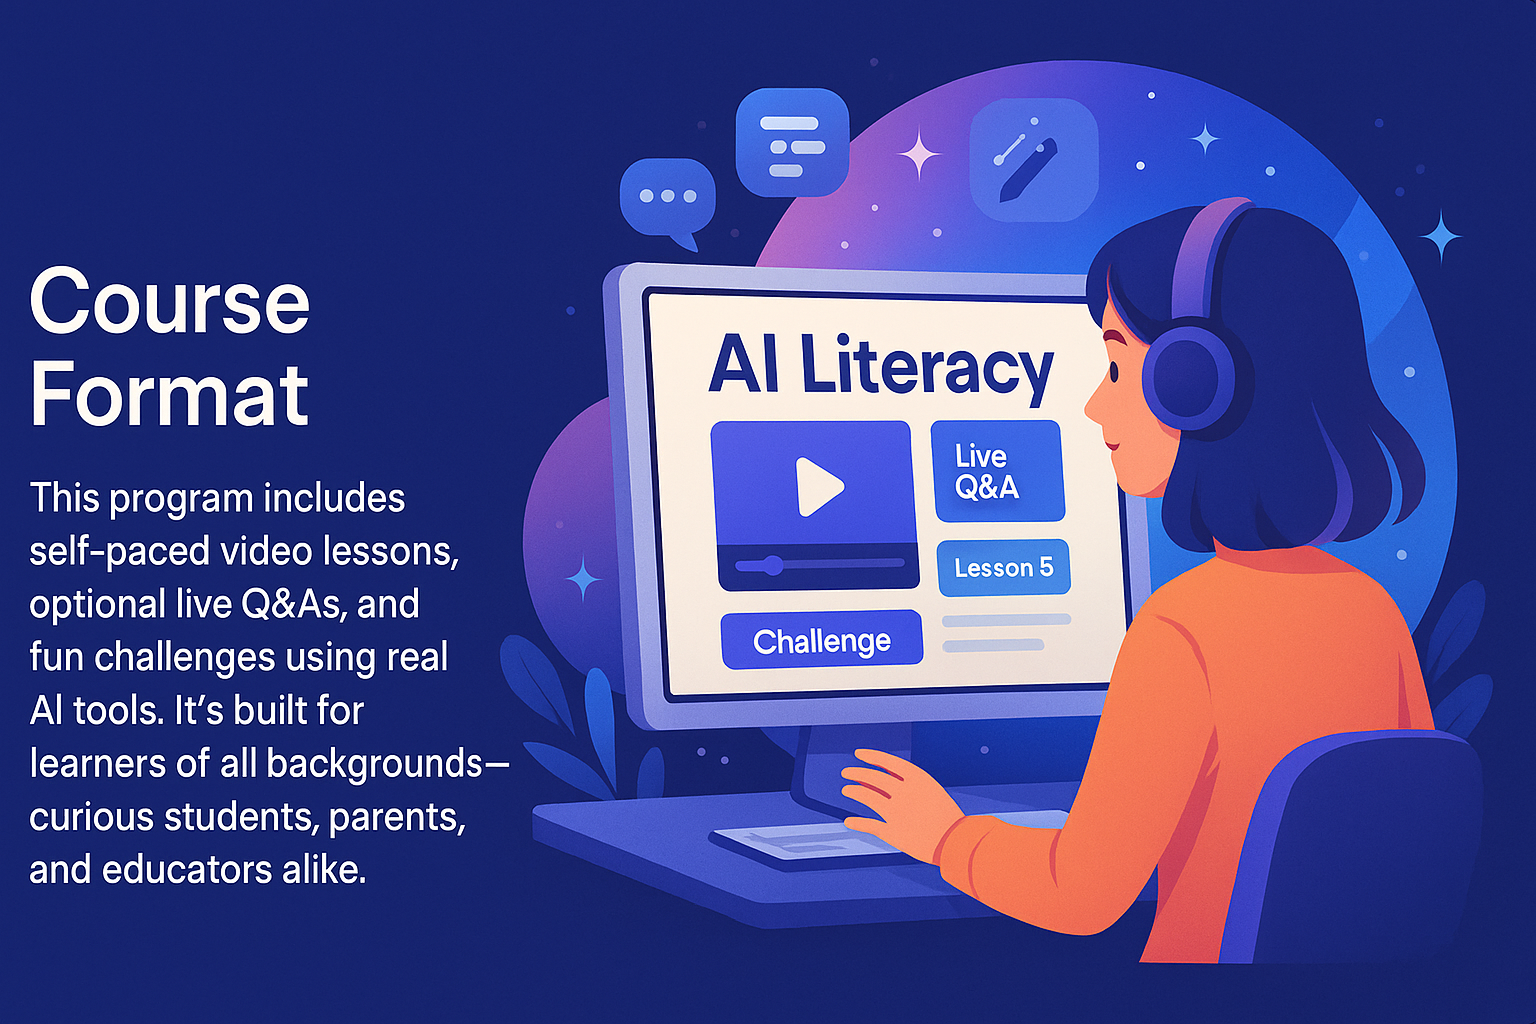 Course
Format
This program includes
self-paced video lessons,
optional live Q&As, and
fun challenges using real
AI tools. It’s built for
learners of all backgrounds—
curious students, parents,
and educators alike.
AI Literacy
Live
Q&A
Lesson 5
Challenge